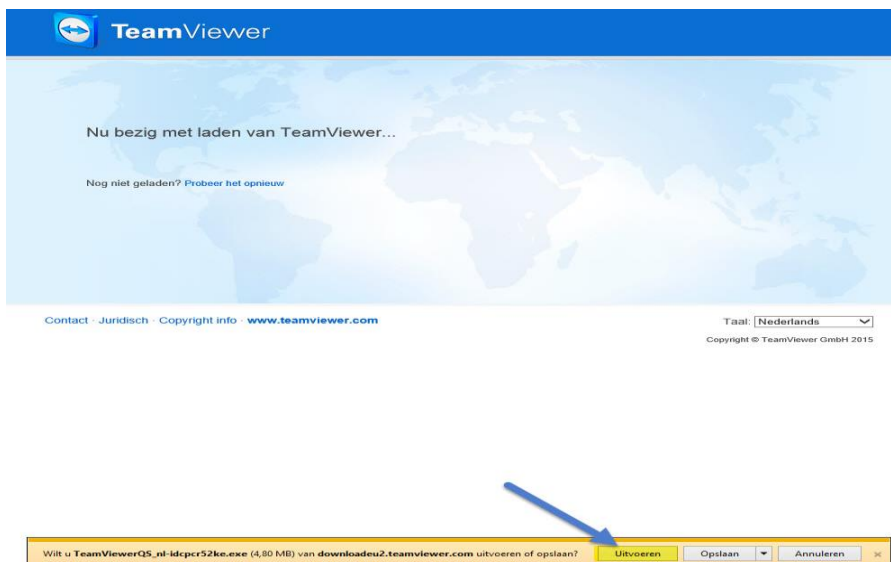 TeamViewer
Nu bezig met laden van TeamViewer...
Nog niet geladen? Probeer het opnieuw
Contact · Juridisch · Copyright info · www.teamviewer.com
Taal: Nederlands
Copyright © TeamViewer GmbH 2015
Wilt u TeamViewerQS_nl-idcpcr52ke.exe (4,80 MB) van downloadeu2.teamviewer.com uitvoeren of opslaan? Uitvoeren Opslaan Annuleren